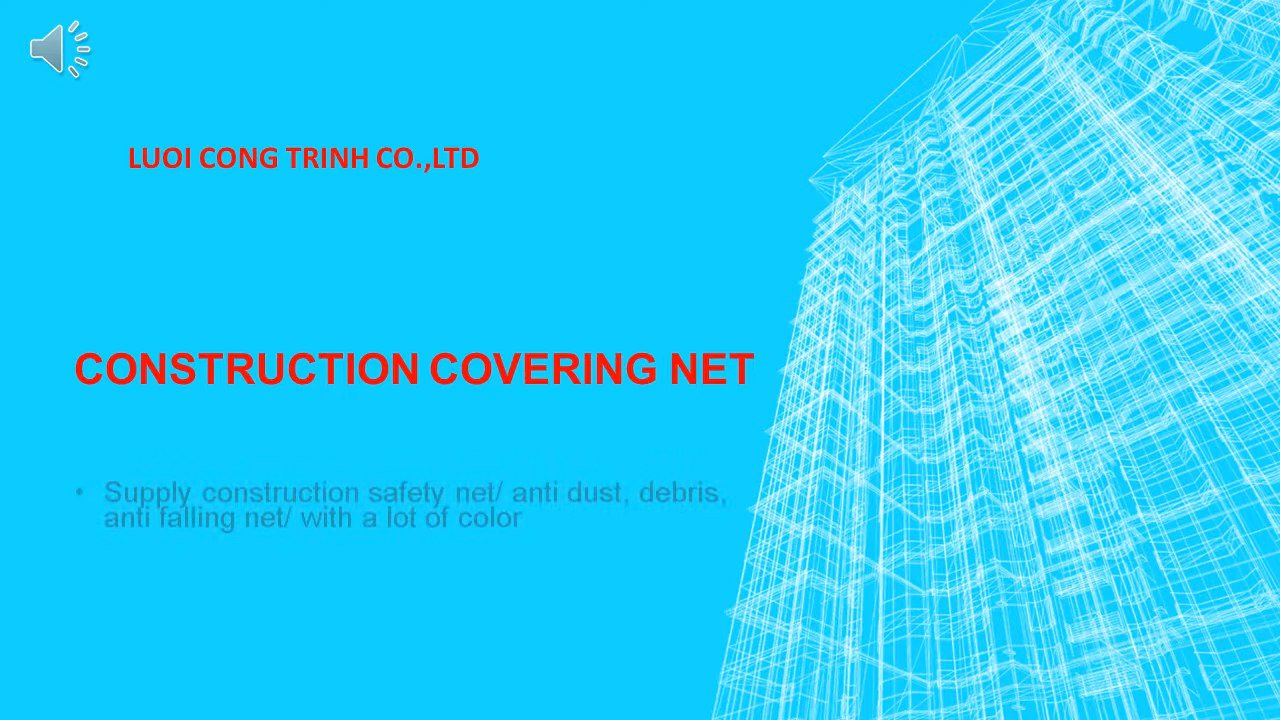 LUOI CONG TRINH CO.,LTD
CONSTRUCTION COVERING NET
• Supply construction safety net/ anti dust, debris,
anti falling net/ with a lot of color